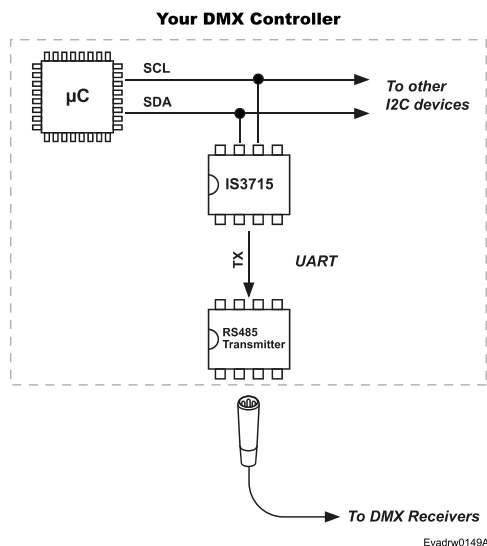 Your DMX Controller
SCL
µC
SDA
To other
I2C devices
IS3715
TX
UART
RS485
Transmitter
To DMX Receivers
Evadrw0149A